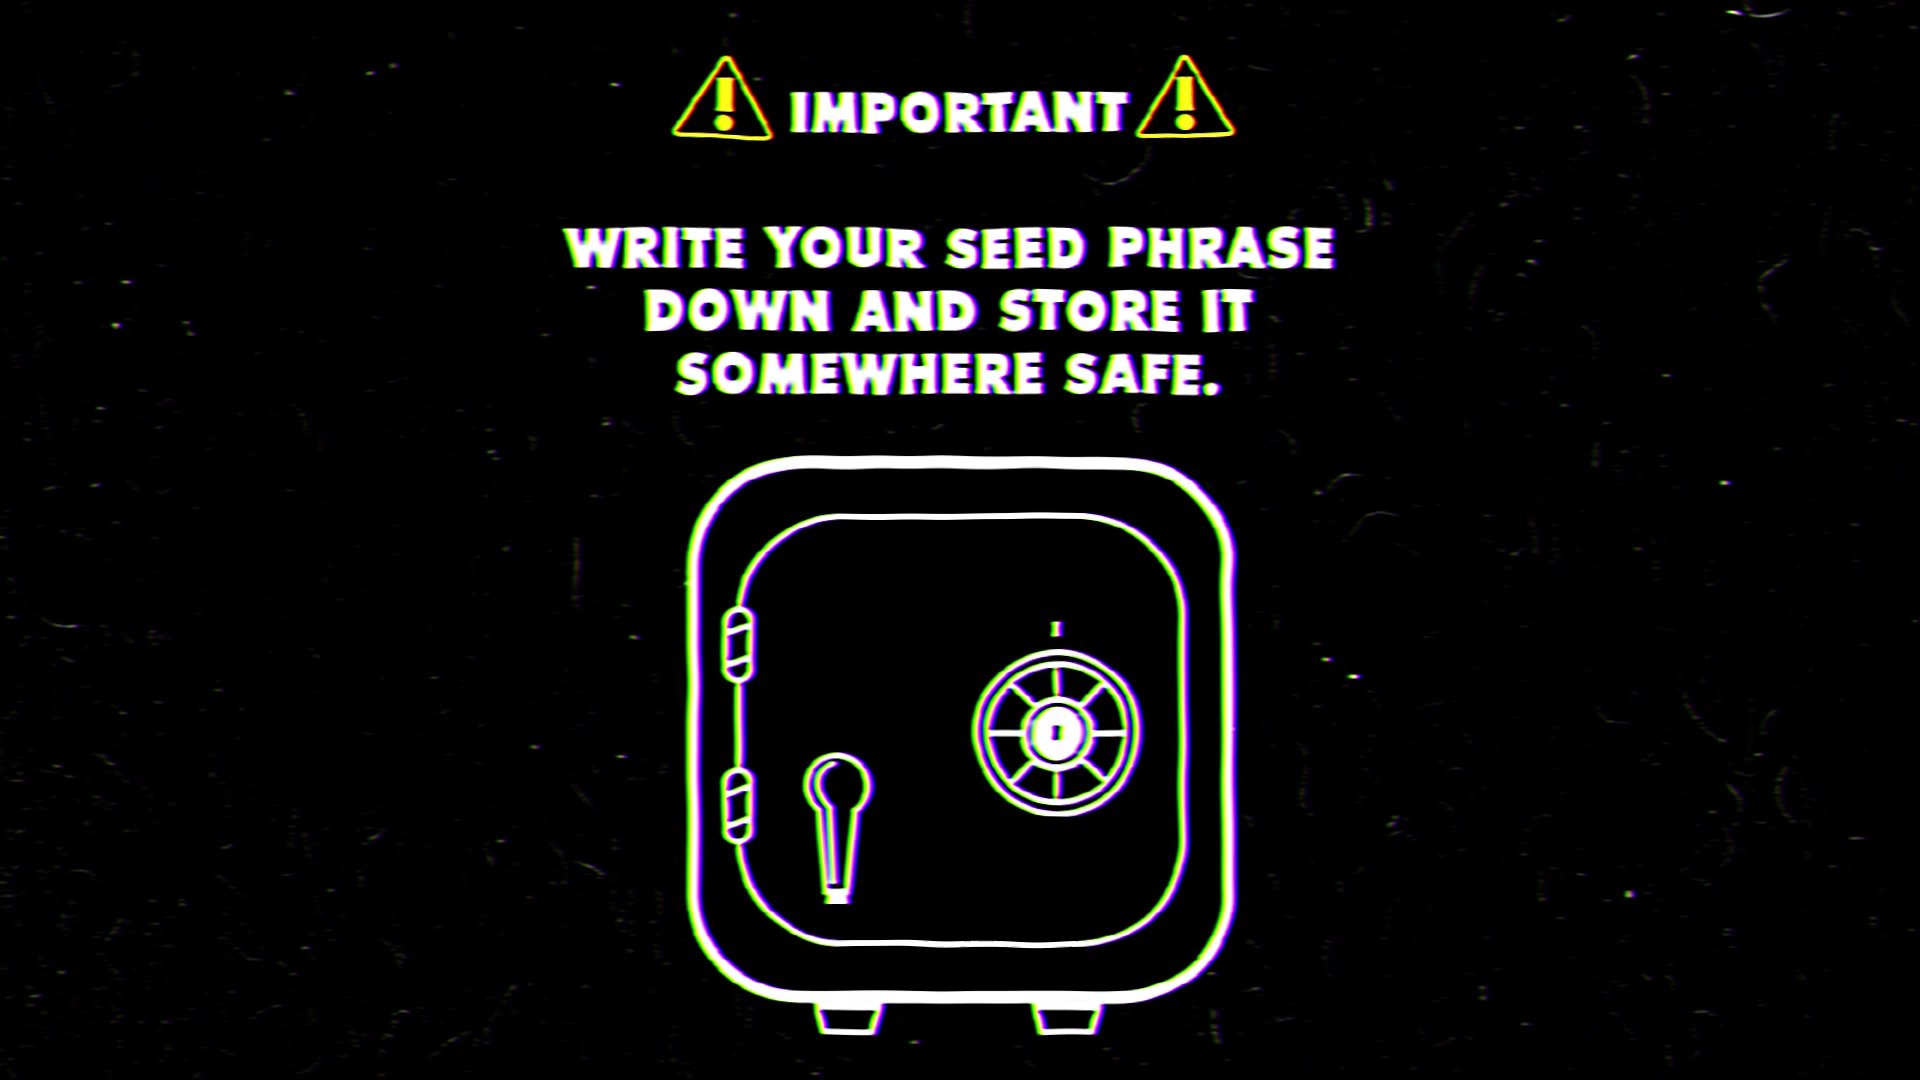 IMPORTANT
WRITE YOUR SEED PHRASE
DOWN AND STORE IT
SOMEWHERE SAFE.